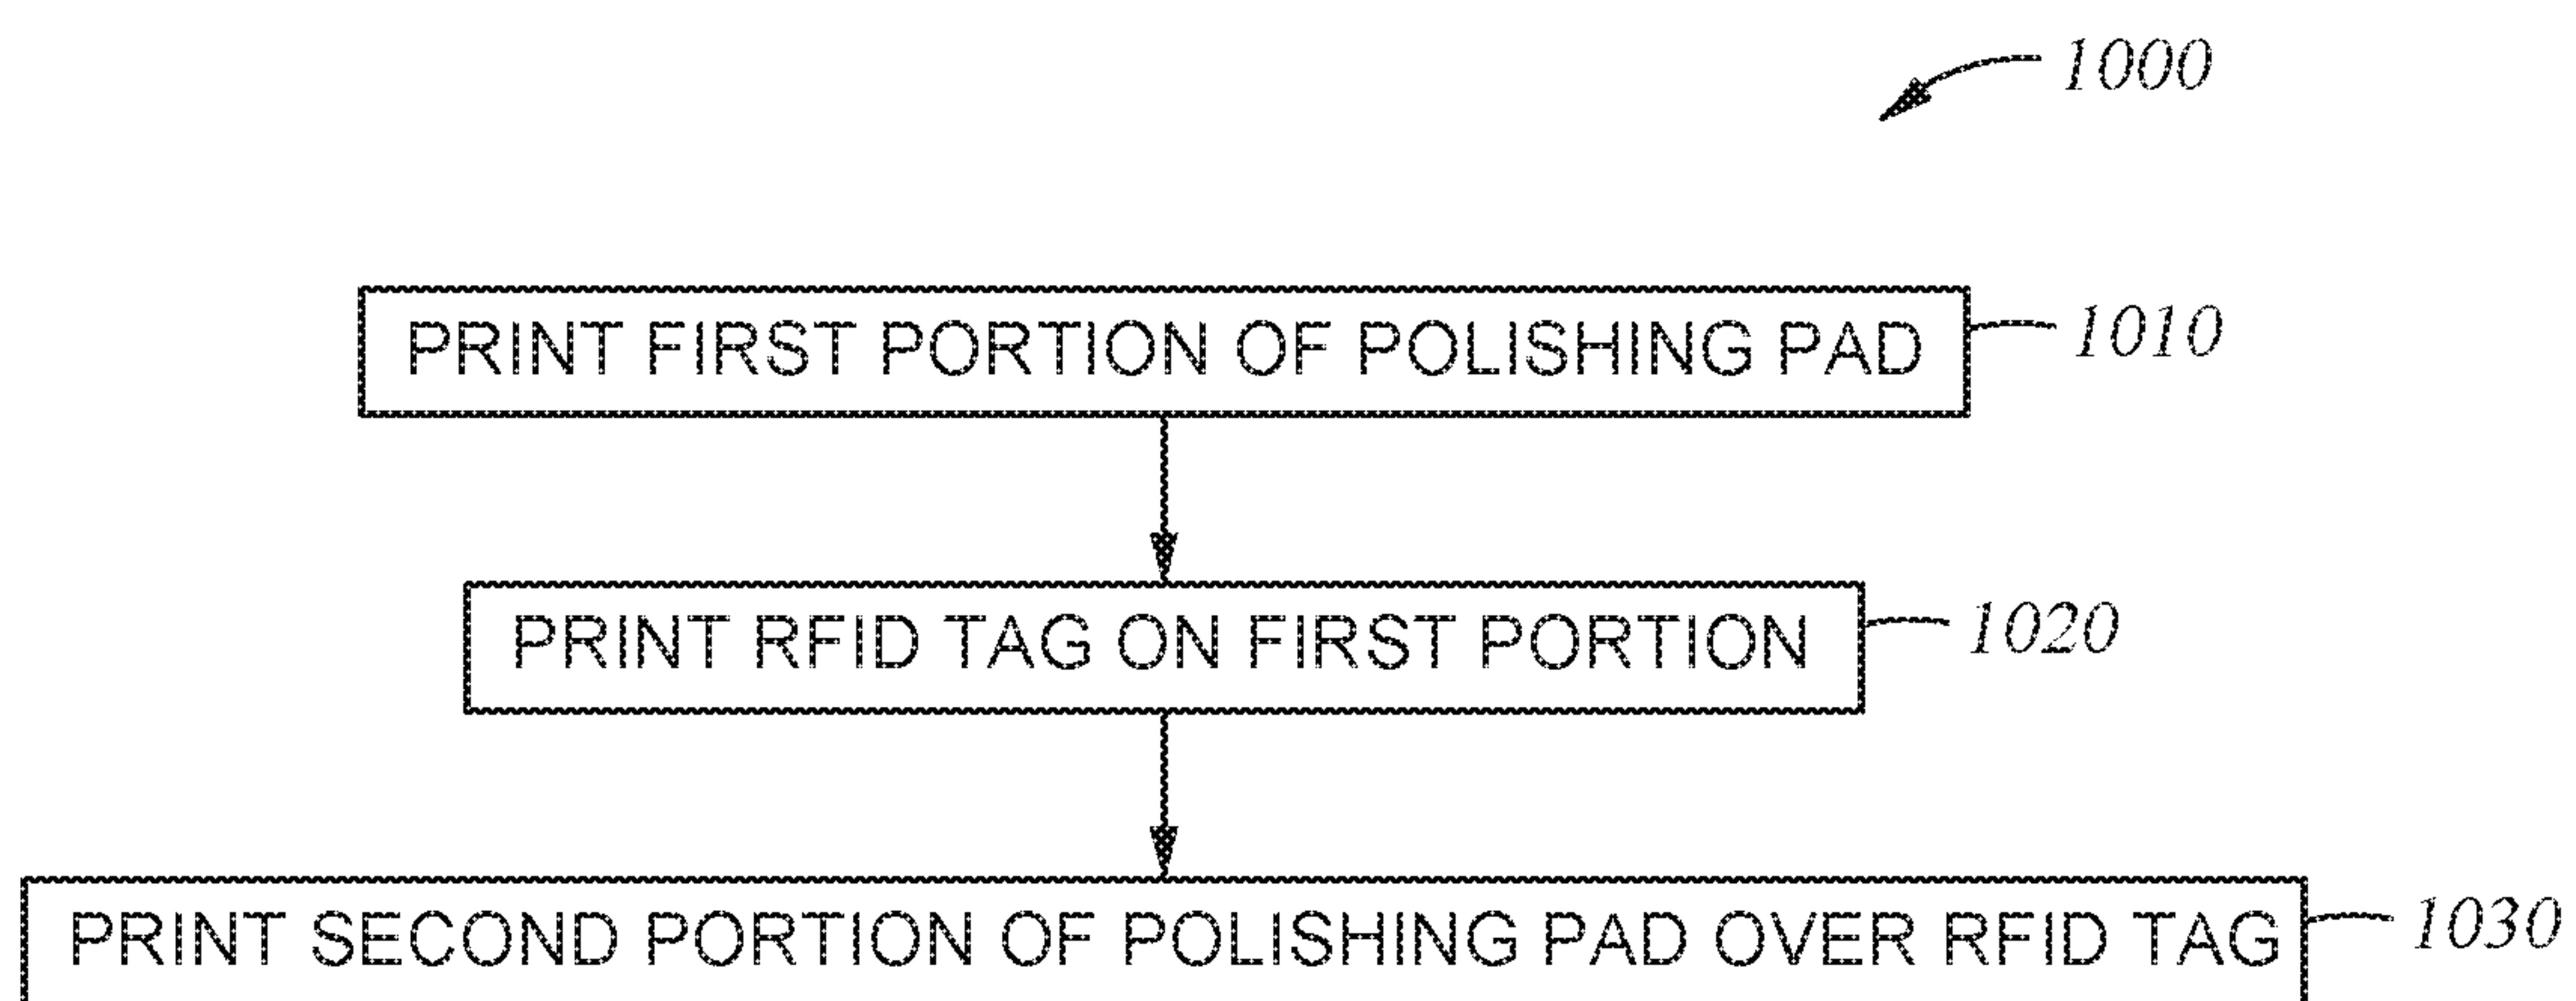 1000
PRINT FIRST PORTION OF POLISHING PAD
1010
PRINT RFID TAG ON FIRST PORTION
1020
PRINT SECOND PORTION OF POLISHING PAD OVER RFID TAG
1030